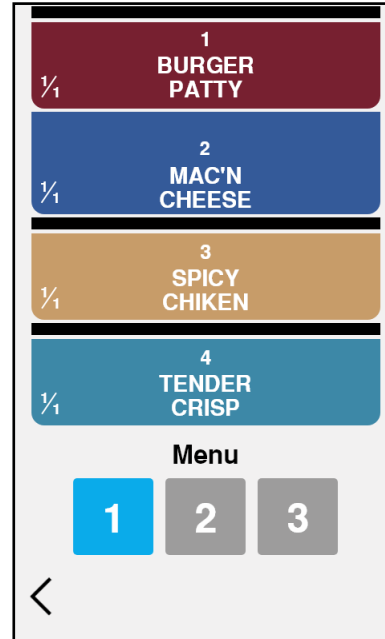 1
BURGER
PATTY
1/1
2
MAC'N
CHEESE
1/1
3
SPICY
CHIKEN
1/1
4
TENDER
CRISP
1/1
Menu
1 2 3